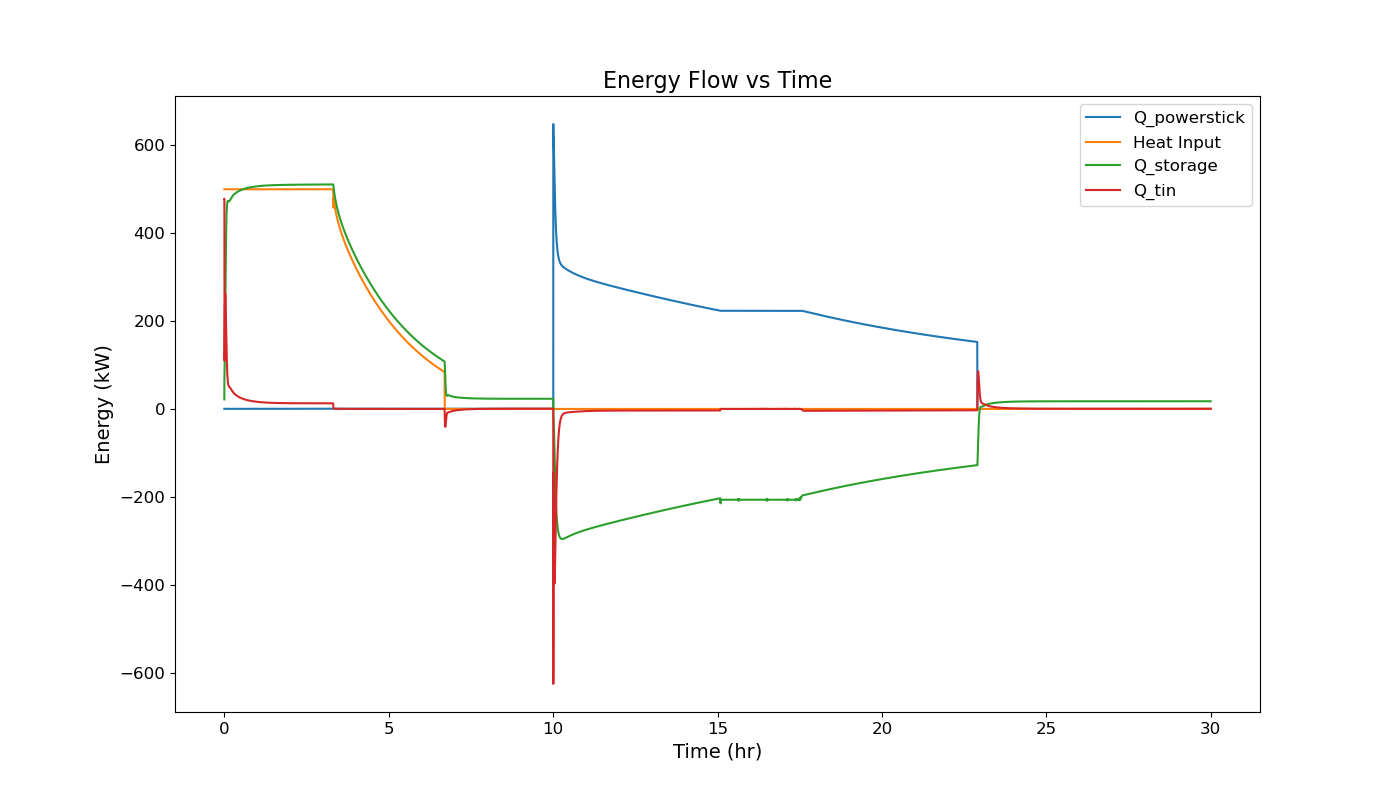 Energy Flow vs Time
Q_powerstick
Heat Input
Q_storage
Q_tin
600
400
200
0
−200
−400
−600
Energy (kW)
0 5 10 15 20 25 30
Time (hr)